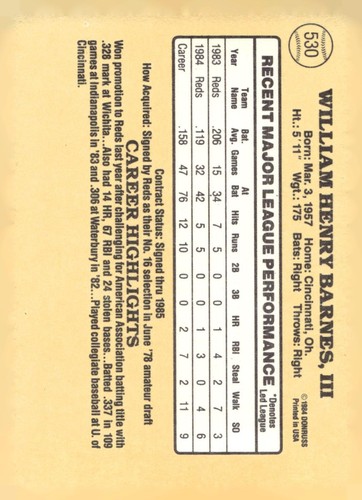 530
WILLIAM HENRY BARNES, III
Born: Mar. 3, 1957 Home: Cincinnati, Oh.
Ht.: 5' 11" Wgt.: 175 Bats: Right Throws: Right
© 1984 DONRUSS
Printed in USA
RECENT MAJOR LEAGUE PERFORMANCE
*Denotes
Led League
Year Team Name Bat. Avg. Games At Bat Hits Runs 2B 3B HR RBI Steal Walk SO
1983 Reds .206 15 34 7 5 0 0 1 4 2 7 3
1984 Reds .119 32 42 5 5 0 0 1 3 0 4 6
Career .158 47 76 12 10 0 0 2 7 2 11 9
Contract Status: Signed thru 1985
How Acquired: Signed by Reds as their No. 16 selection in June '78 amateur draft
CAREER HIGHLIGHTS
Won promotion to Reds last year after challenging for American Association batting title with
.328 mark at Wichita...Also had 14 HR, 67 RBI and 24 stolen bases...Batted .337 in 109
games at Indianapolis in '83 and .306 at Waterbury in '82...Played collegiate baseball at U. of
Cincinnati.